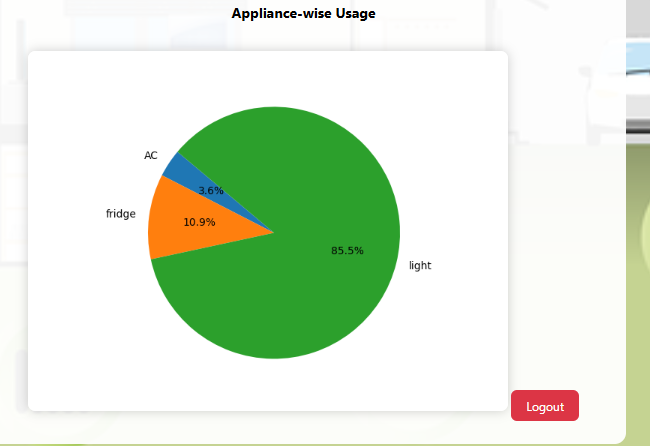 Appliance-wise Usage
AC
3.6%
fridge
10.9%
85.5%
light
Logout